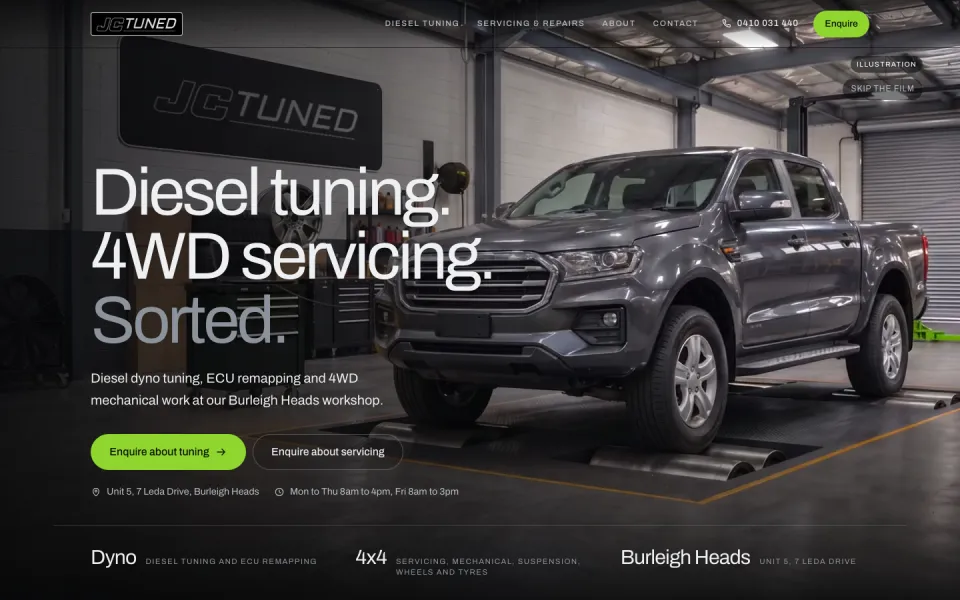 JC TUNED
DIESEL TUNING
SERVICING & REPAIRS
ABOUT
CONTACT
0410 031 440
Enquire
ILLUSTRATION
SKIP THE FILM
JC TUNED
Diesel tuning.
4WD servicing.
Sorted.
Diesel dyno tuning, ECU remapping and 4WD
mechanical work at our Burleigh Heads workshop.
Enquire about tuning →
Enquire about servicing
Unit 5, 7 Leda Drive, Burleigh Heads
Mon to Thu 8am to 4pm, Fri 8am to 3pm
Dyno
DIESEL TUNING AND ECU REMAPPING
4x4
SERVICING, MECHANICAL, SUSPENSION,
WHEELS AND TYRES
Burleigh Heads
UNIT 5, 7 LEDA DRIVE